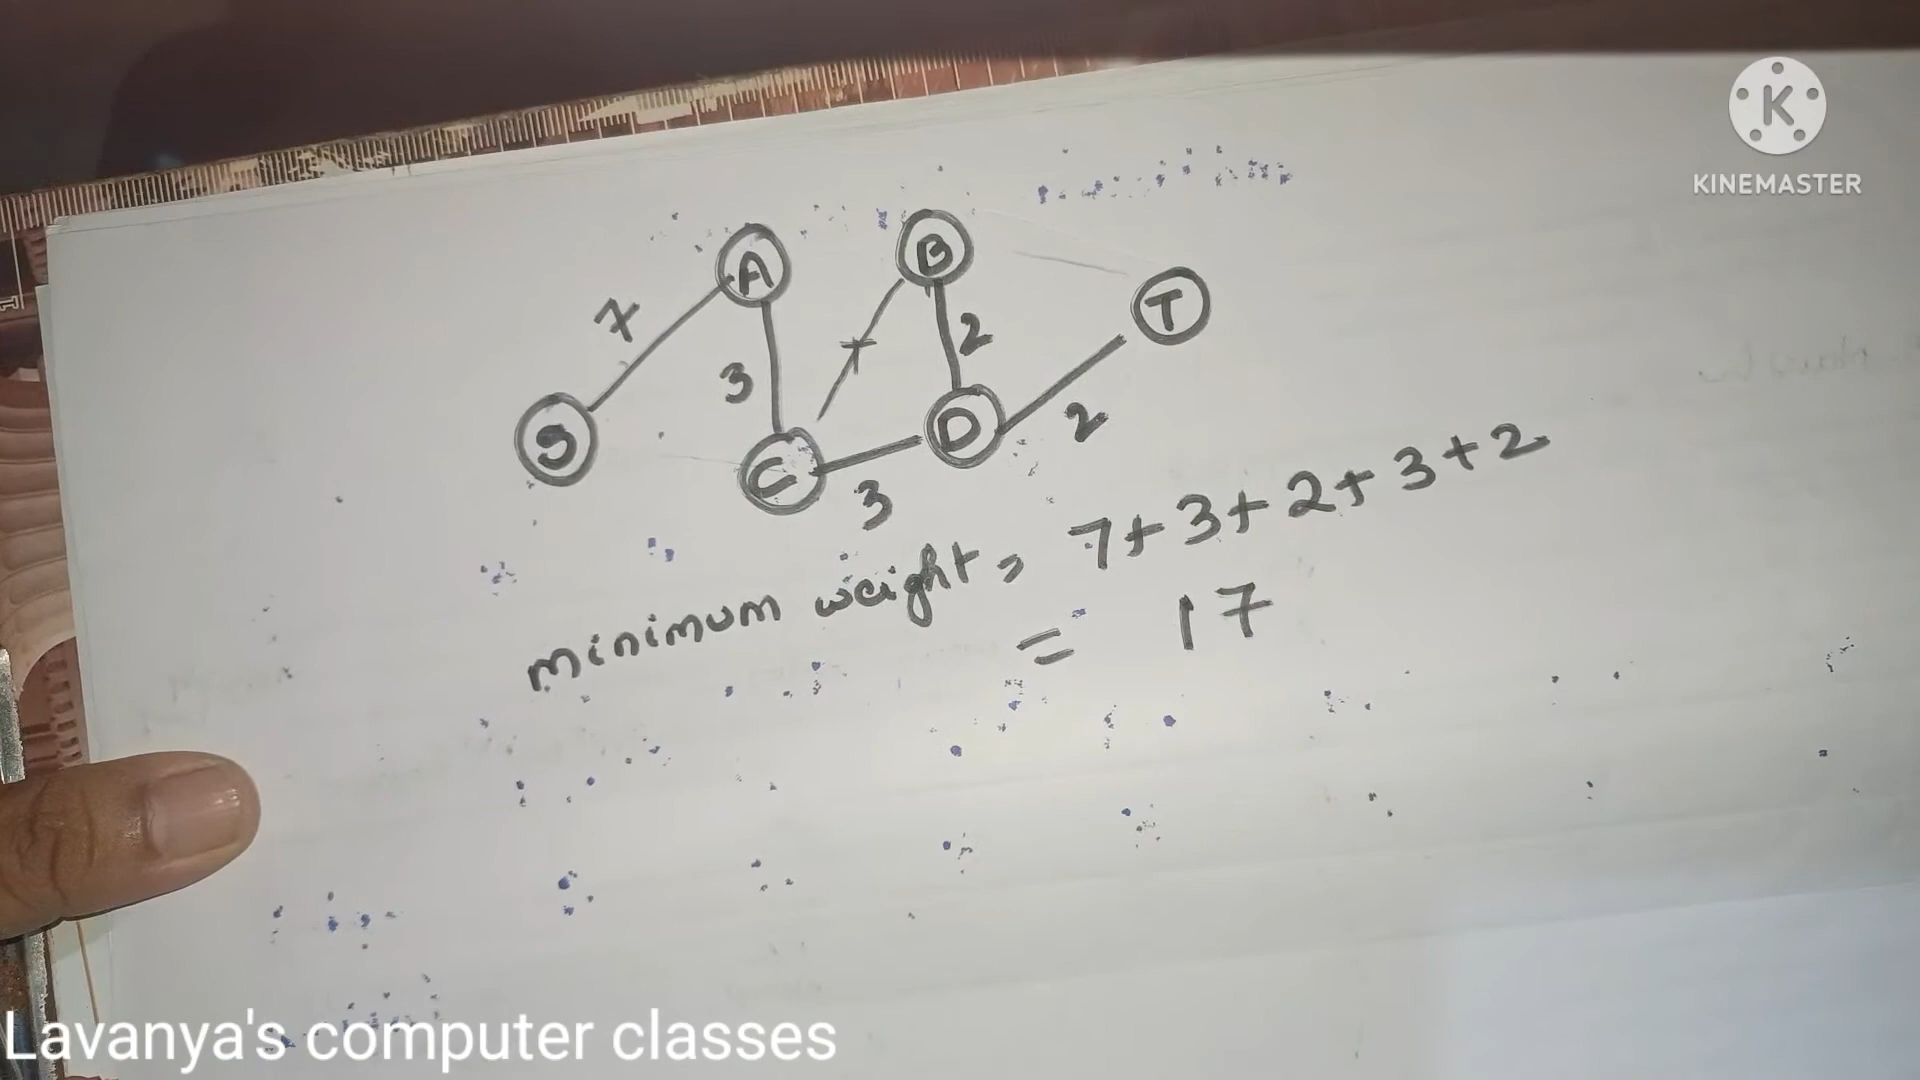 K
KINEMASTER
A
B
T
7
2
3
S
D
2
C
3
minimum weight = 7+3+2+3+2
= 17
Lavanya's computer classes